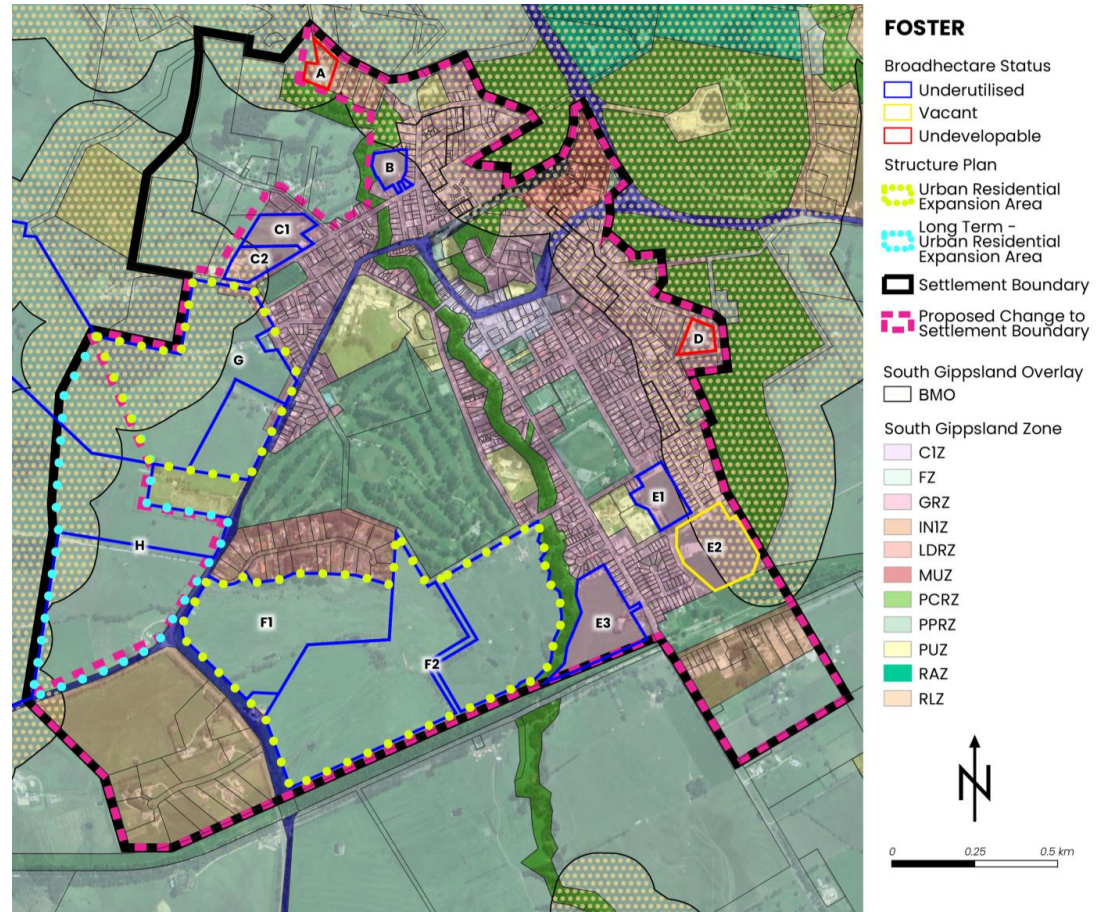 FOSTER
Broadhectare Status
Underutilised
Vacant
Undevelopable
Structure Plan
Urban Residential
Expansion Area
Long Term -
Urban Residential
Expansion Area
Settlement Boundary
Proposed Change to
Settlement Boundary
South Gippsland Overlay
BMO
South Gippsland Zone
C1Z
FZ
GRZ
IN1Z
LDRZ
MUZ
PCRZ
PPRZ
PUZ
RAZ
RLZ
N
0 0.25 0.5 km
A
B
C1
C2
D
G
E1
E2
H
F1
E3
F2